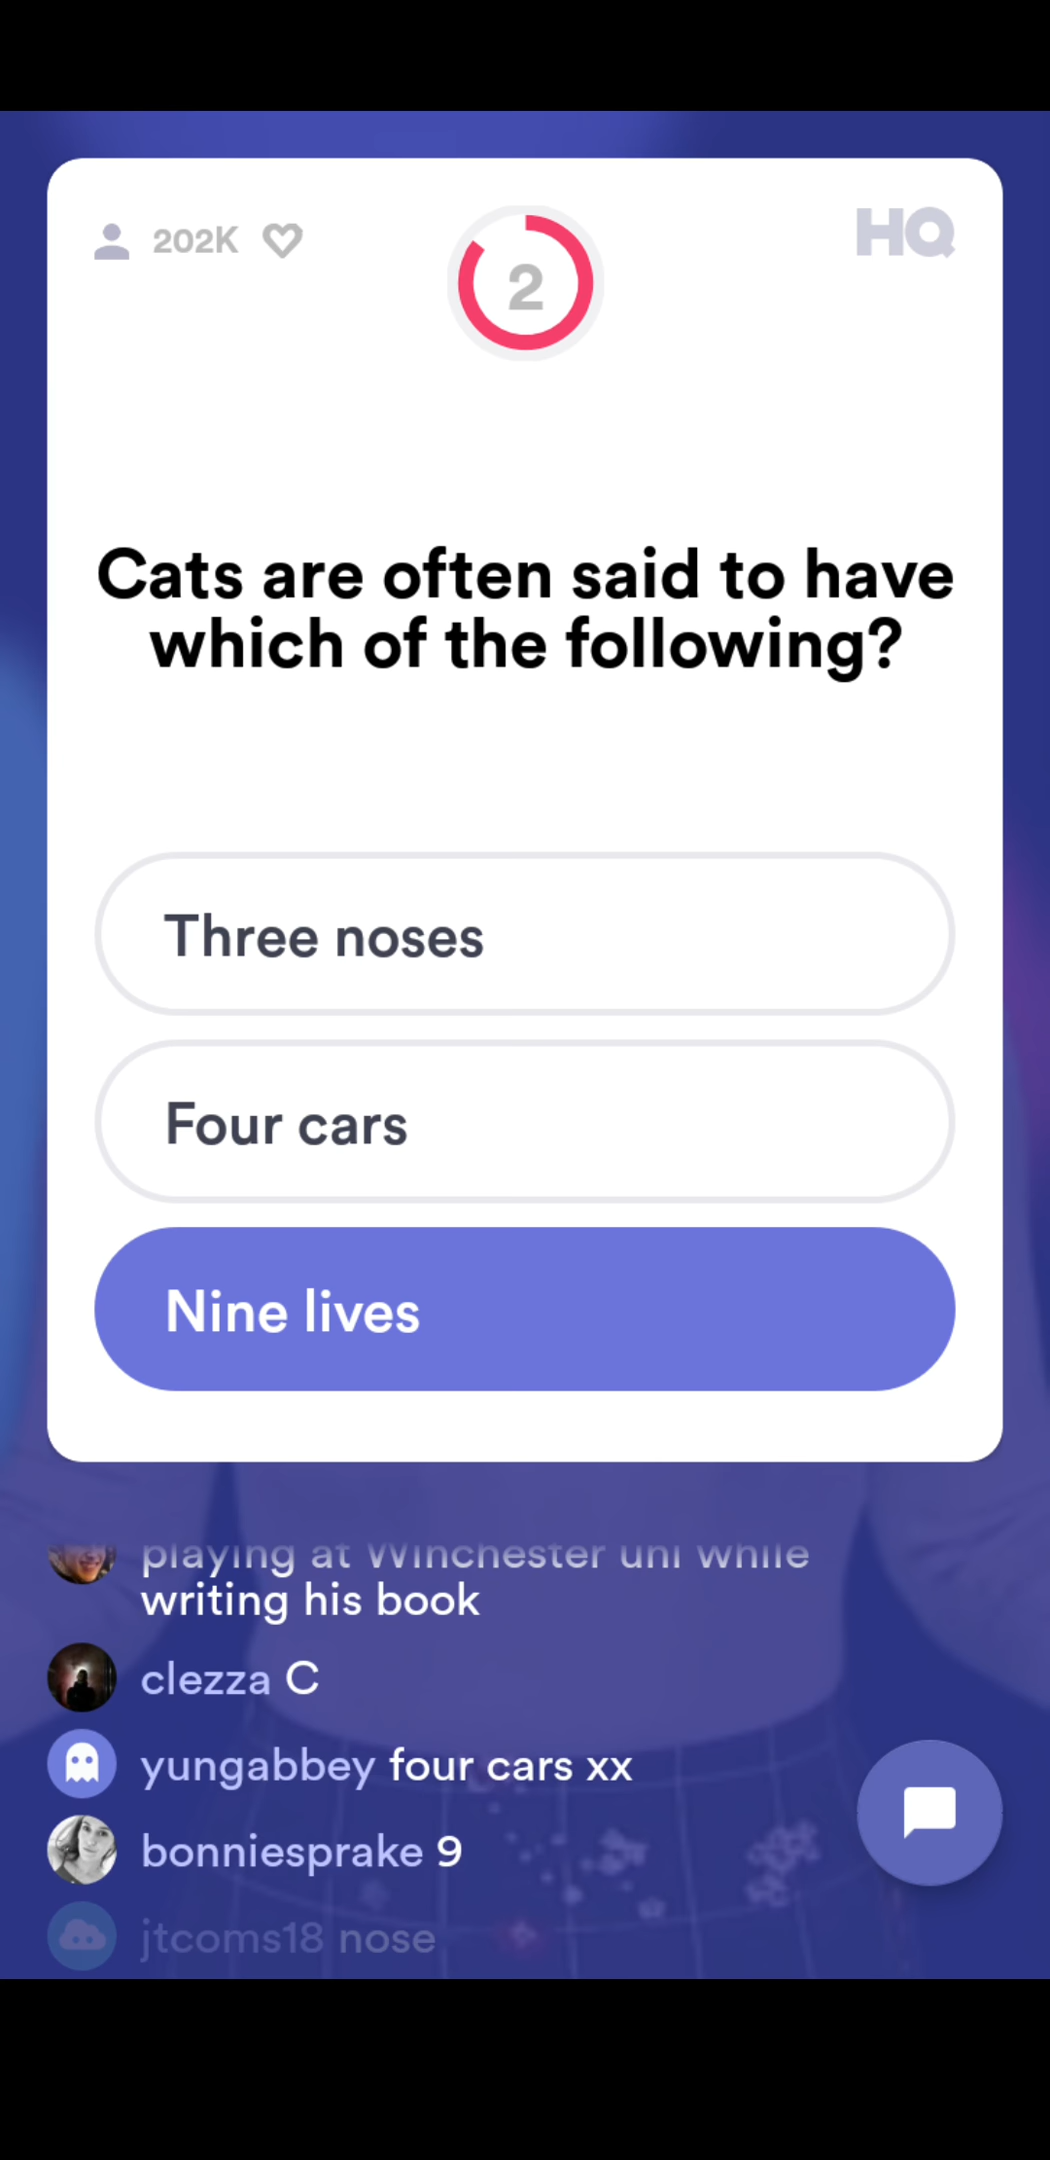 202K
2
HQ
Cats are often said to have
which of the following?
Three noses
Four cars
Nine lives
playing at Winchester uni while
writing his book
clezza C
yungabbey four cars xx
bonniesprake 9
jtcoms18 nose